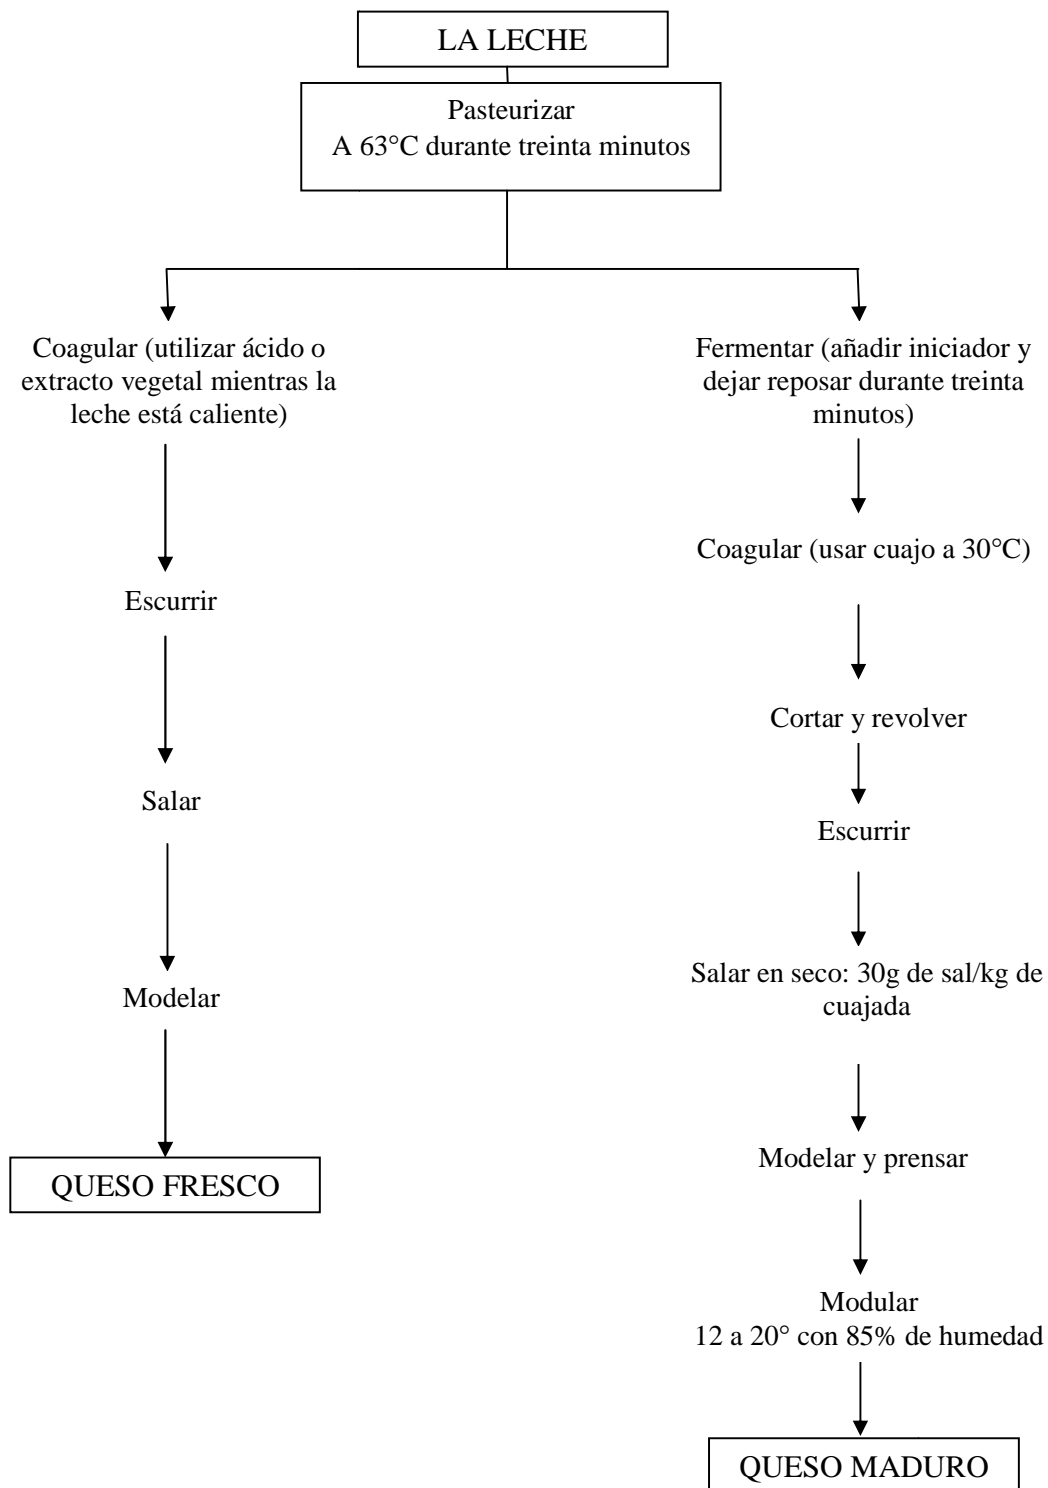 LA LECHE
Pasteurizar
A 63°C durante treinta minutos
Coagular (utilizar ácido o
extracto vegetal mientras la
leche está caliente)
Escurrir
Salar
Modelar
QUESO FRESCO
Fermentar (añadir iniciador y
dejar reposar durante treinta
minutos)
Coagular (usar cuajo a 30°C)
Cortar y revolver
Escurrir
Salar en seco: 30g de sal/kg de
cuajada
Modelar y prensar
Modular
12 a 20° con 85% de humedad
QUESO MADURO